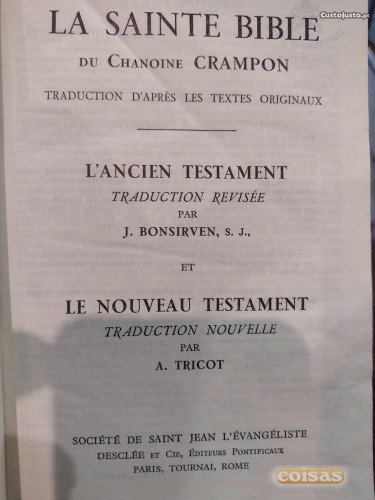 CustoJusto.pt
LA SAINTE BIBLE
DU CHANOINE CRAMPON
TRADUCTION D'APRÈS LES TEXTES ORIGINAUX
L'ANCIEN TESTAMENT
TRADUCTION REVISÉE
PAR
J. BONSIRVEN, S. J.,
ET
LE NOUVEAU TESTAMENT
TRADUCTION NOUVELLE
PAR
A. TRICOT
SOCIÉTÉ DE SAINT JEAN L'ÉVANGÉLISTE
DESCLÉE ET CIE, ÉDITEURS PONTIFICAUX
PARIS, TOURNAI, ROME
coisas